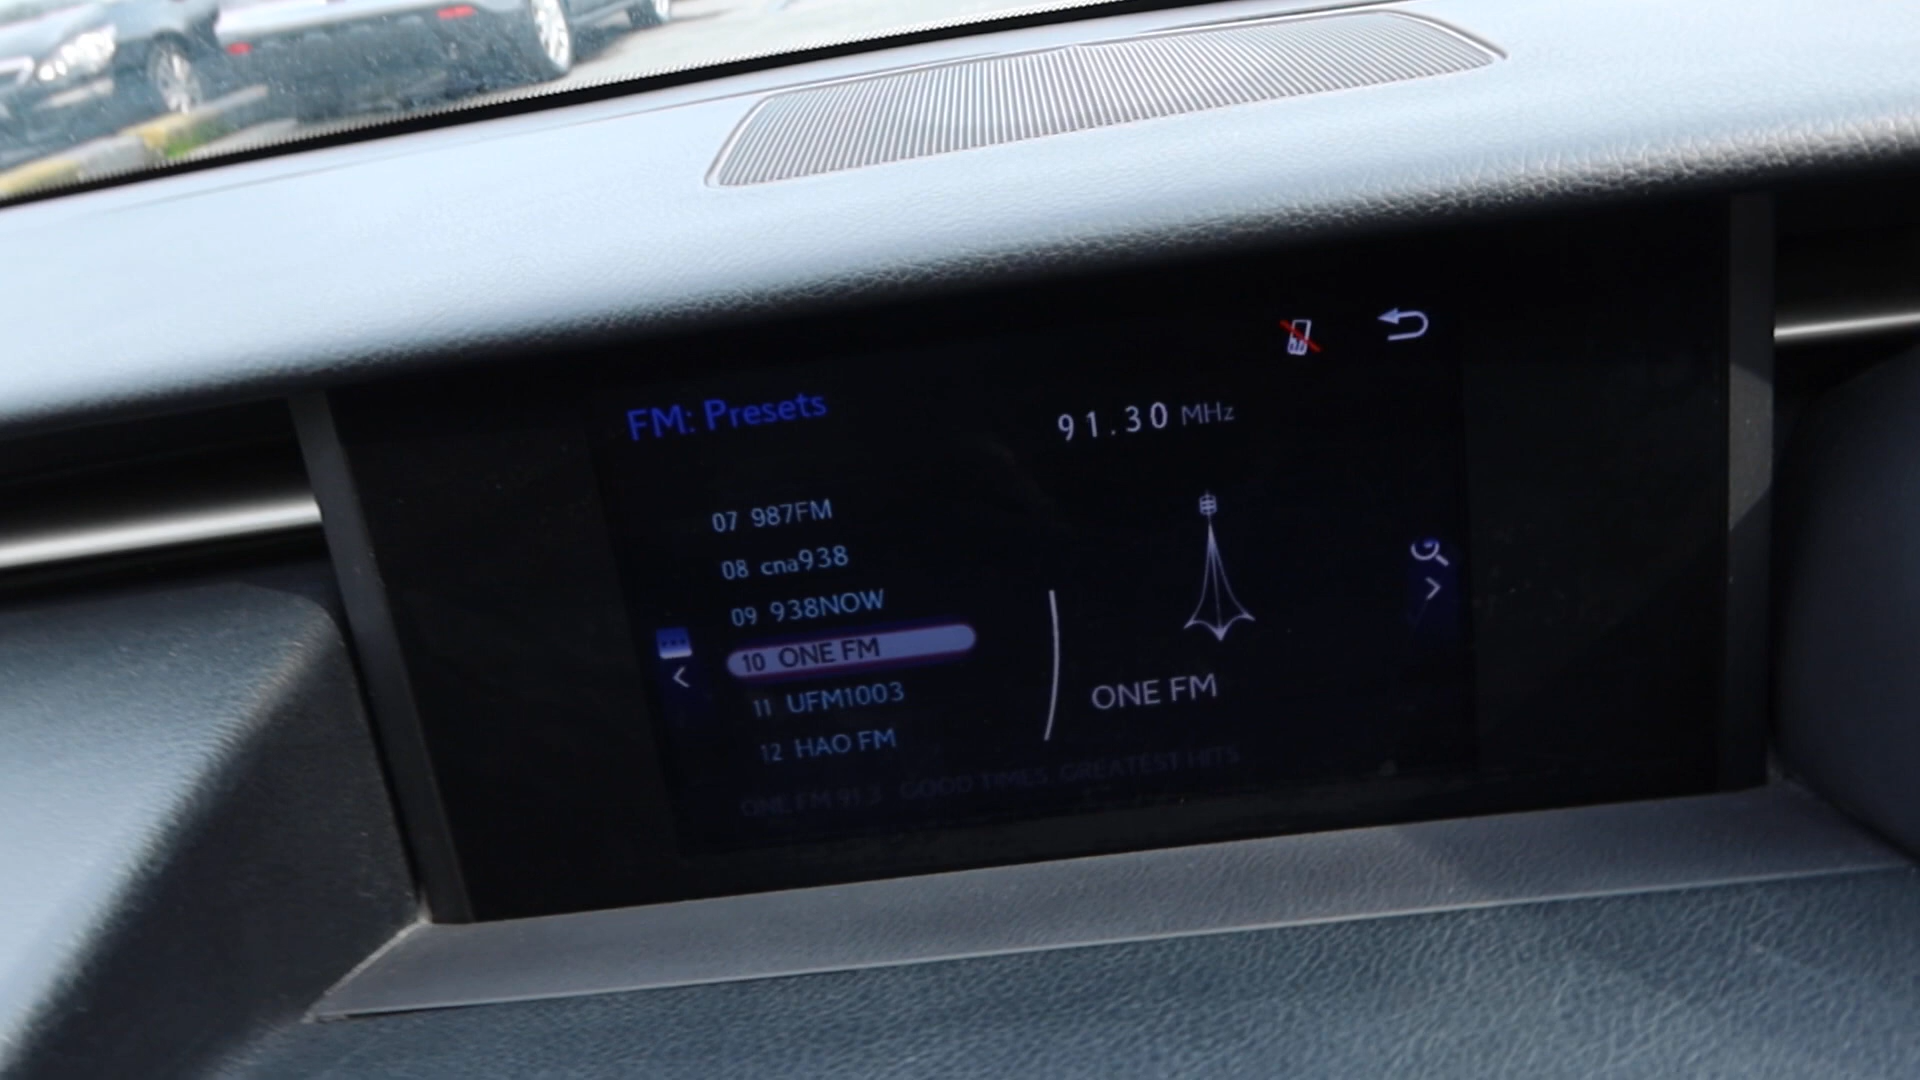 FM: Presets
91.30 MHz
07 987FM
08 cna938
09 938NOW
10 ONE FM
11 UFM1003
12 HAO FM
ONE FM
ONE FM 91.3 GOOD TIMES. GREATEST HITS